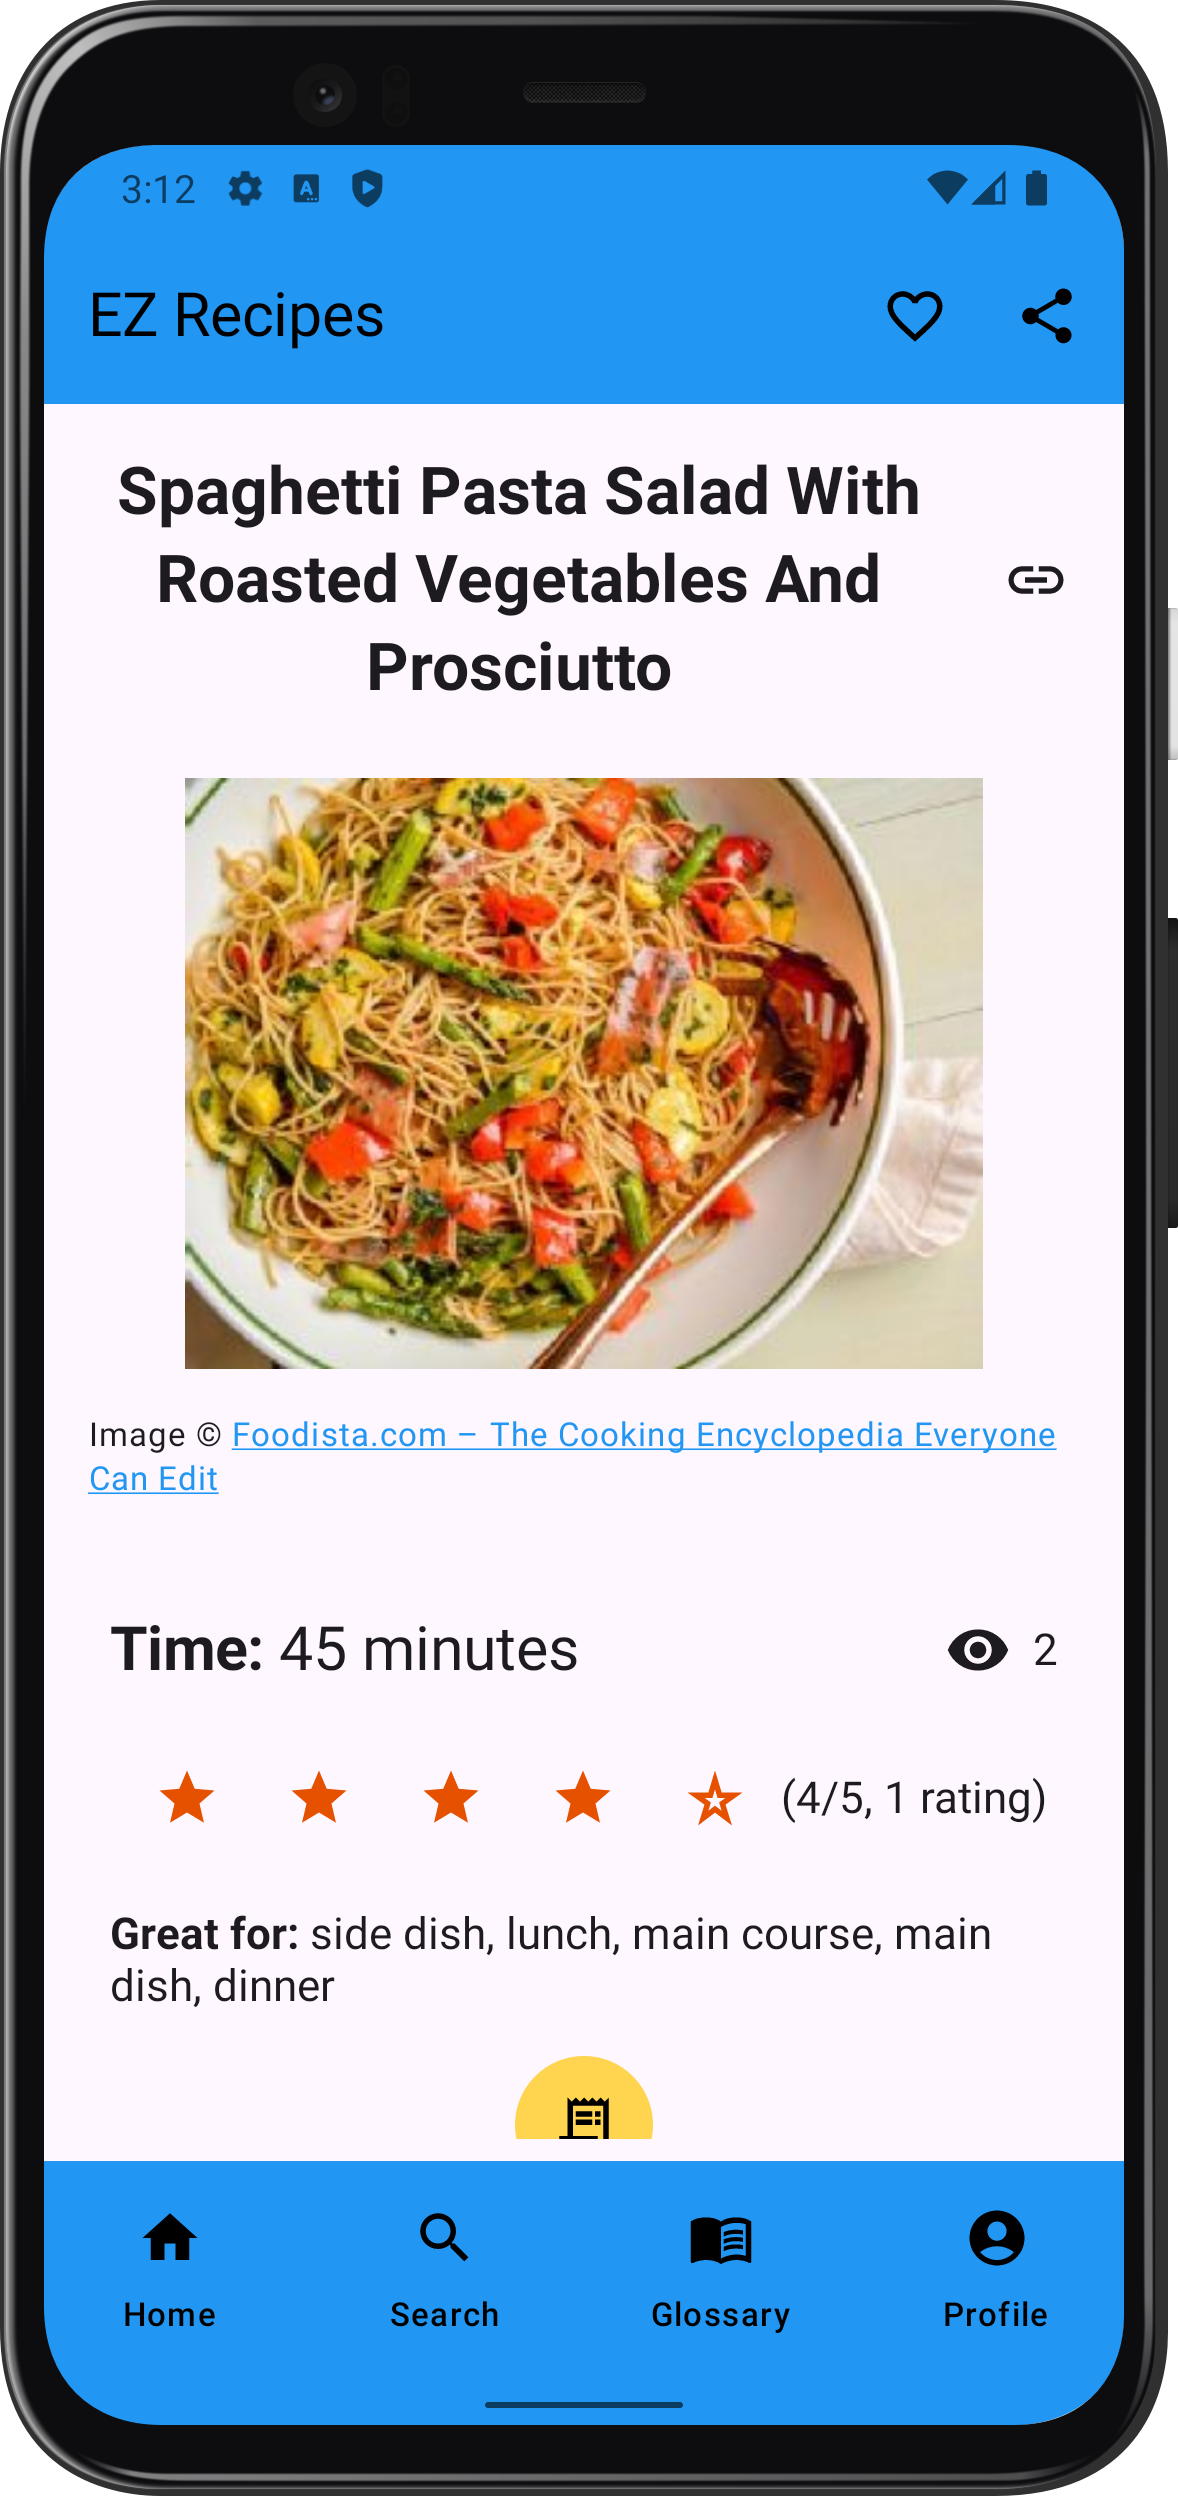 3:12
EZ Recipes
Spaghetti Pasta Salad With
Roasted Vegetables And
Prosciutto
Image © Foodista.com – The Cooking Encyclopedia Everyone
Can Edit
Time: 45 minutes
2
(4/5, 1 rating)
Great for: side dish, lunch, main course, main
dish, dinner
Home
Search
Glossary
Profile